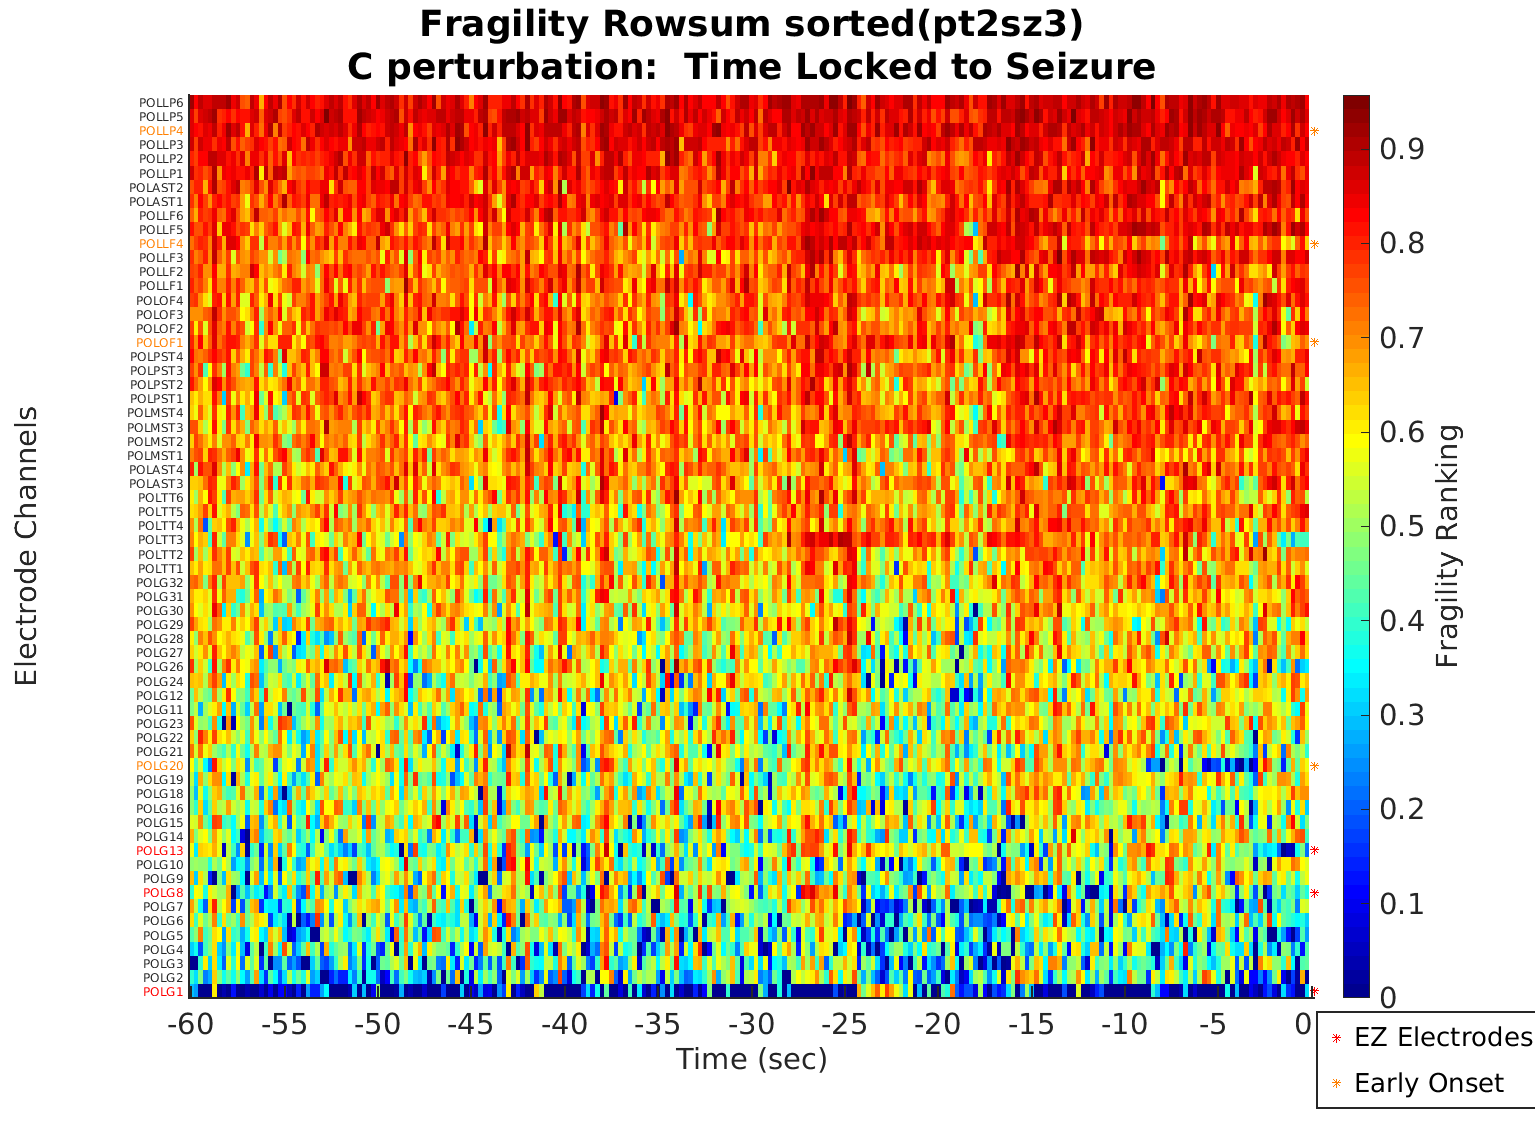 Fragility Rowsum sorted(pt2sz3)
C perturbation:  Time Locked to Seizure
Electrode Channels
POLLP6
POLLP5
POLLP4
POLLP3
POLLP2
POLLP1
POLAST2
POLAST1
POLLF6
POLLF5
POLLF4
POLLF3
POLLF2
POLLF1
POLOF4
POLOF3
POLOF2
POLOF1
POLPST4
POLPST3
POLPST2
POLPST1
POLMST4
POLMST3
POLMST2
POLMST1
POLAST4
POLAST3
POLTT6
POLTT5
POLTT4
POLTT3
POLTT2
POLTT1
POLG32
POLG31
POLG30
POLG29
POLG28
POLG27
POLG26
POLG24
POLG12
POLG11
POLG23
POLG22
POLG21
POLG20
POLG19
POLG18
POLG16
POLG15
POLG14
POLG13
POLG10
POLG9
POLG8
POLG7
POLG6
POLG5
POLG4
POLG3
POLG2
POLG1
-60 -55 -50 -45 -40 -35 -30 -25 -20 -15 -10 -5 0
Time (sec)
0.9
0.8
0.7
0.6
0.5
0.4
0.3
0.2
0.1
0
Fragility Ranking
EZ Electrodes
Early Onset